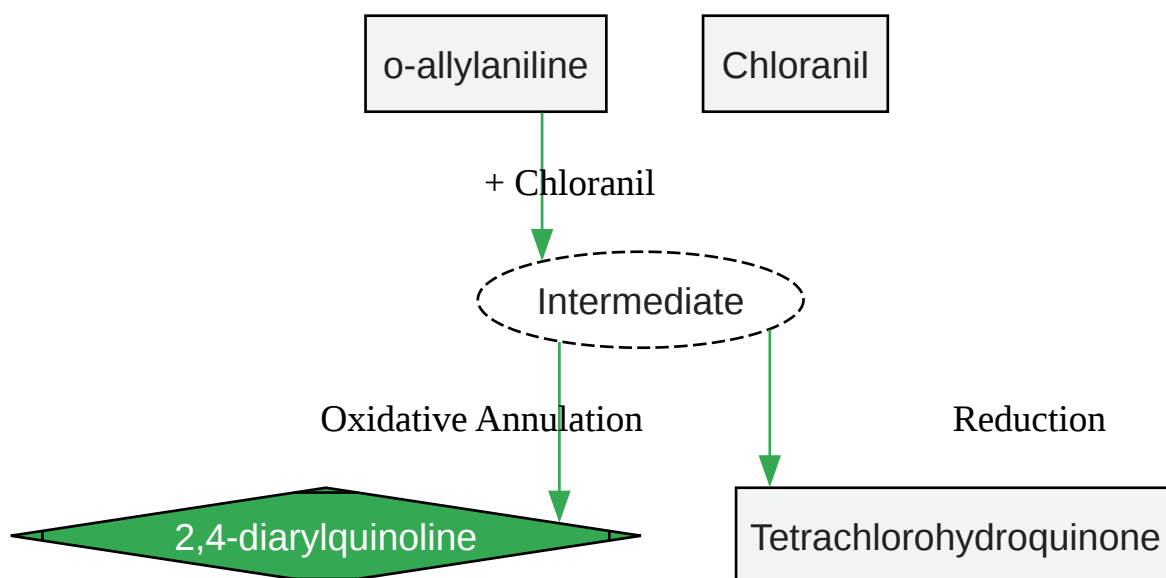 o-allylaniline
Chloranil
+ Chloranil
Intermediate
Oxidative Annulation
Reduction
2,4-diarylquinoline
Tetrachlorohydroquinone